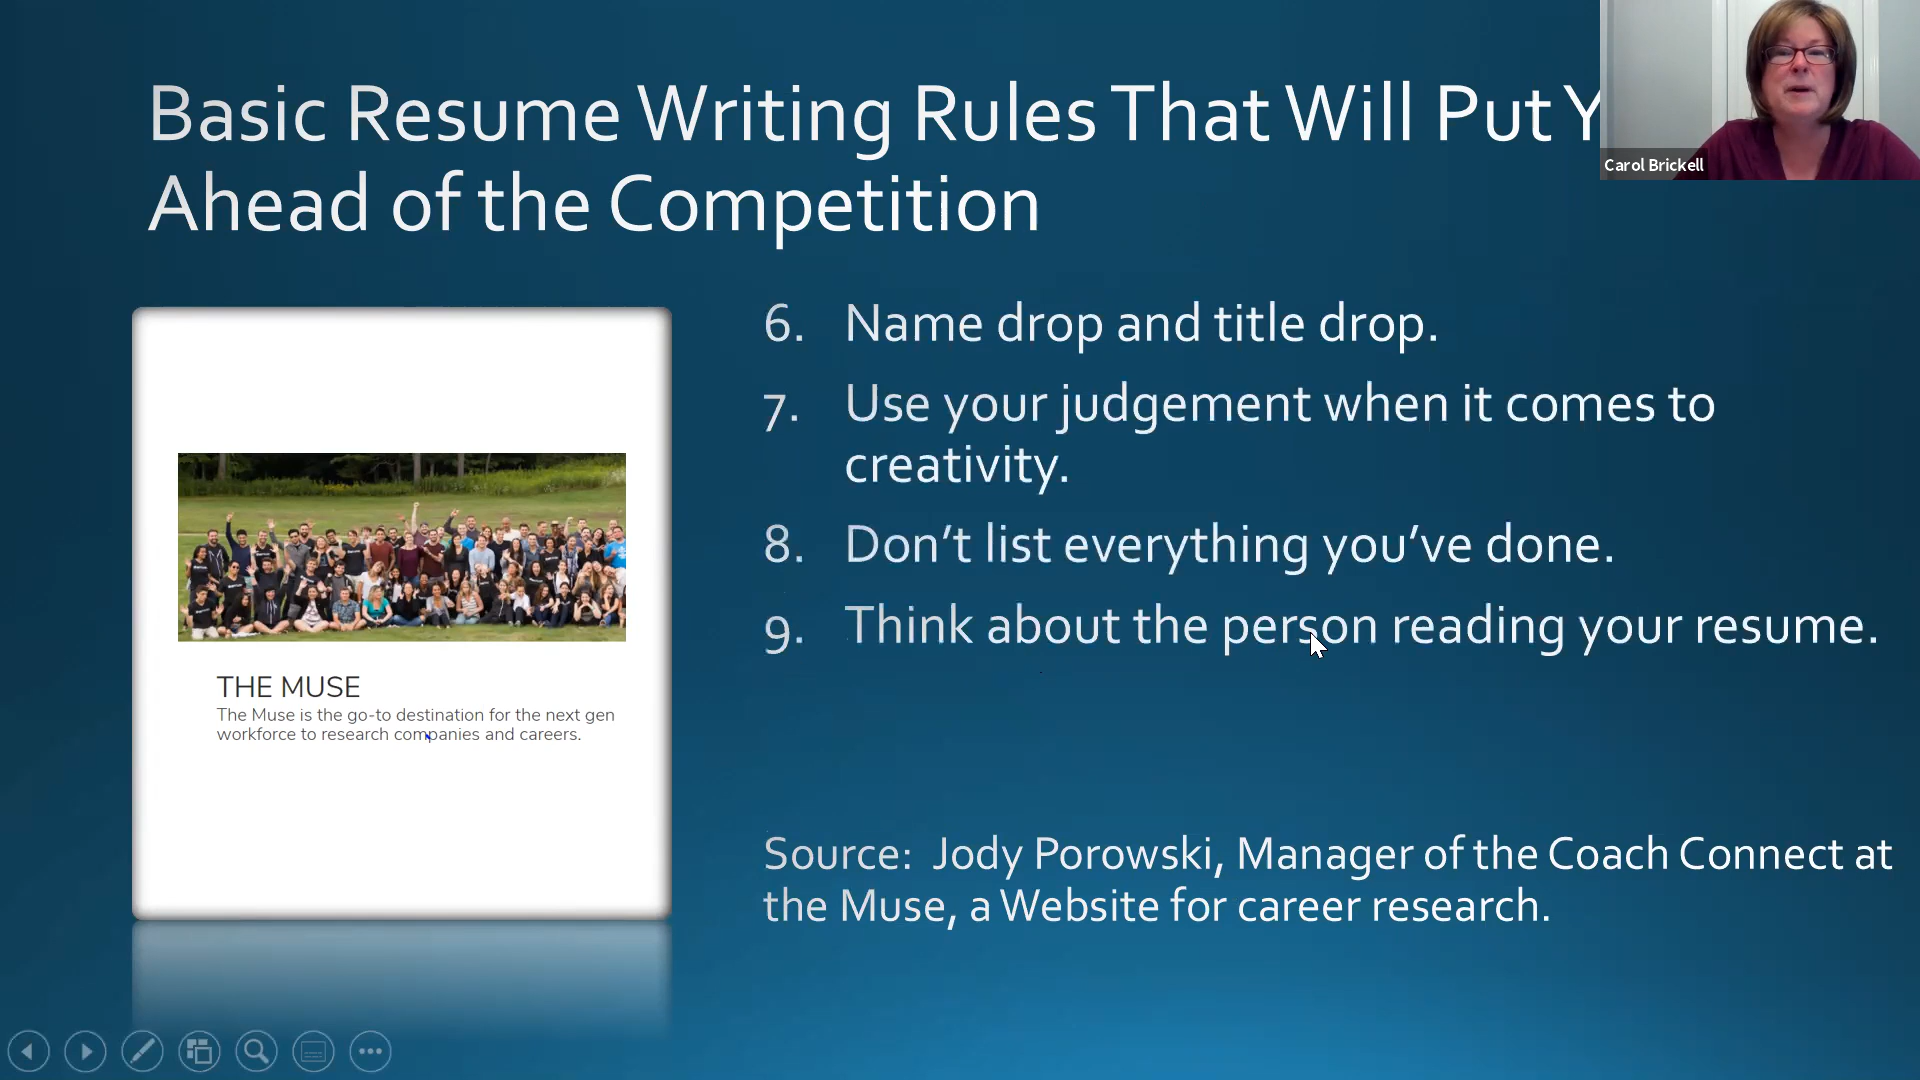 Basic Resume Writing Rules That Will Put
Ahead of the Competition
Carol Brickell
6. Name drop and title drop.
7. Use your judgement when it comes to
creativity.
8. Don’t list everything you’ve done.
9. Think about the person reading your resume.
THE MUSE
The Muse is the go-to destination for the next gen
workforce to research companies and careers.
Source: Jody Porowski, Manager of the Coach Connect at
the Muse, a Website for career research.